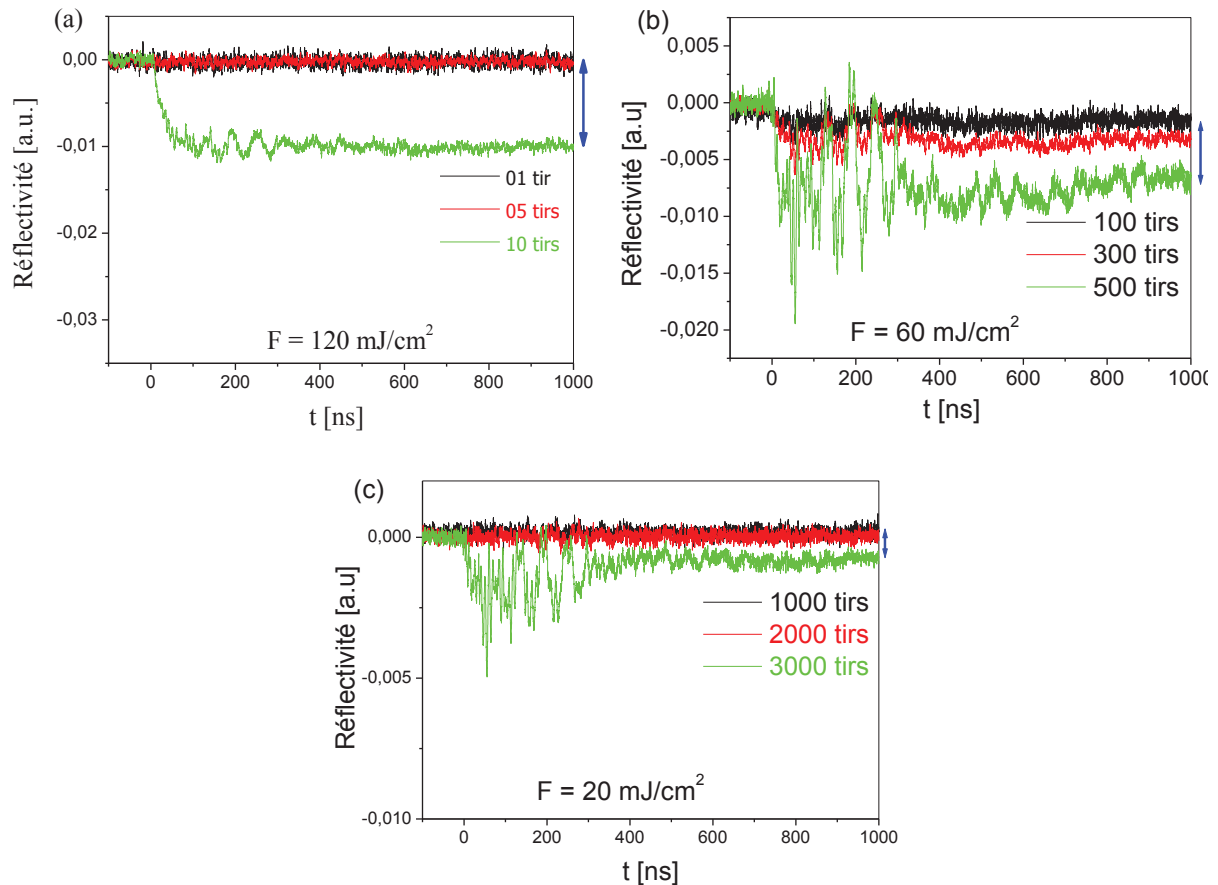 (a)
0,00
-0,01
-0,02
-0,03
Réflectivité [a.u.]
01 tir
05 tirs
10 tirs
F = 120 mJ/cm²
0
200
400
600
800
1000
t [ns]
(b)
0,005
0,000
-0,005
-0,010
-0,015
-0,020
Réflectivité [a.u]
100 tirs
300 tirs
500 tirs
F = 60 mJ/cm²
0
200
400
600
800
1000
t [ns]
(c)
0,000
-0,005
-0,010
Réflectivité [a.u]
1000 tirs
2000 tirs
3000 tirs
F = 20 mJ/cm²
0
200
400
600
800
1000
t [ns]